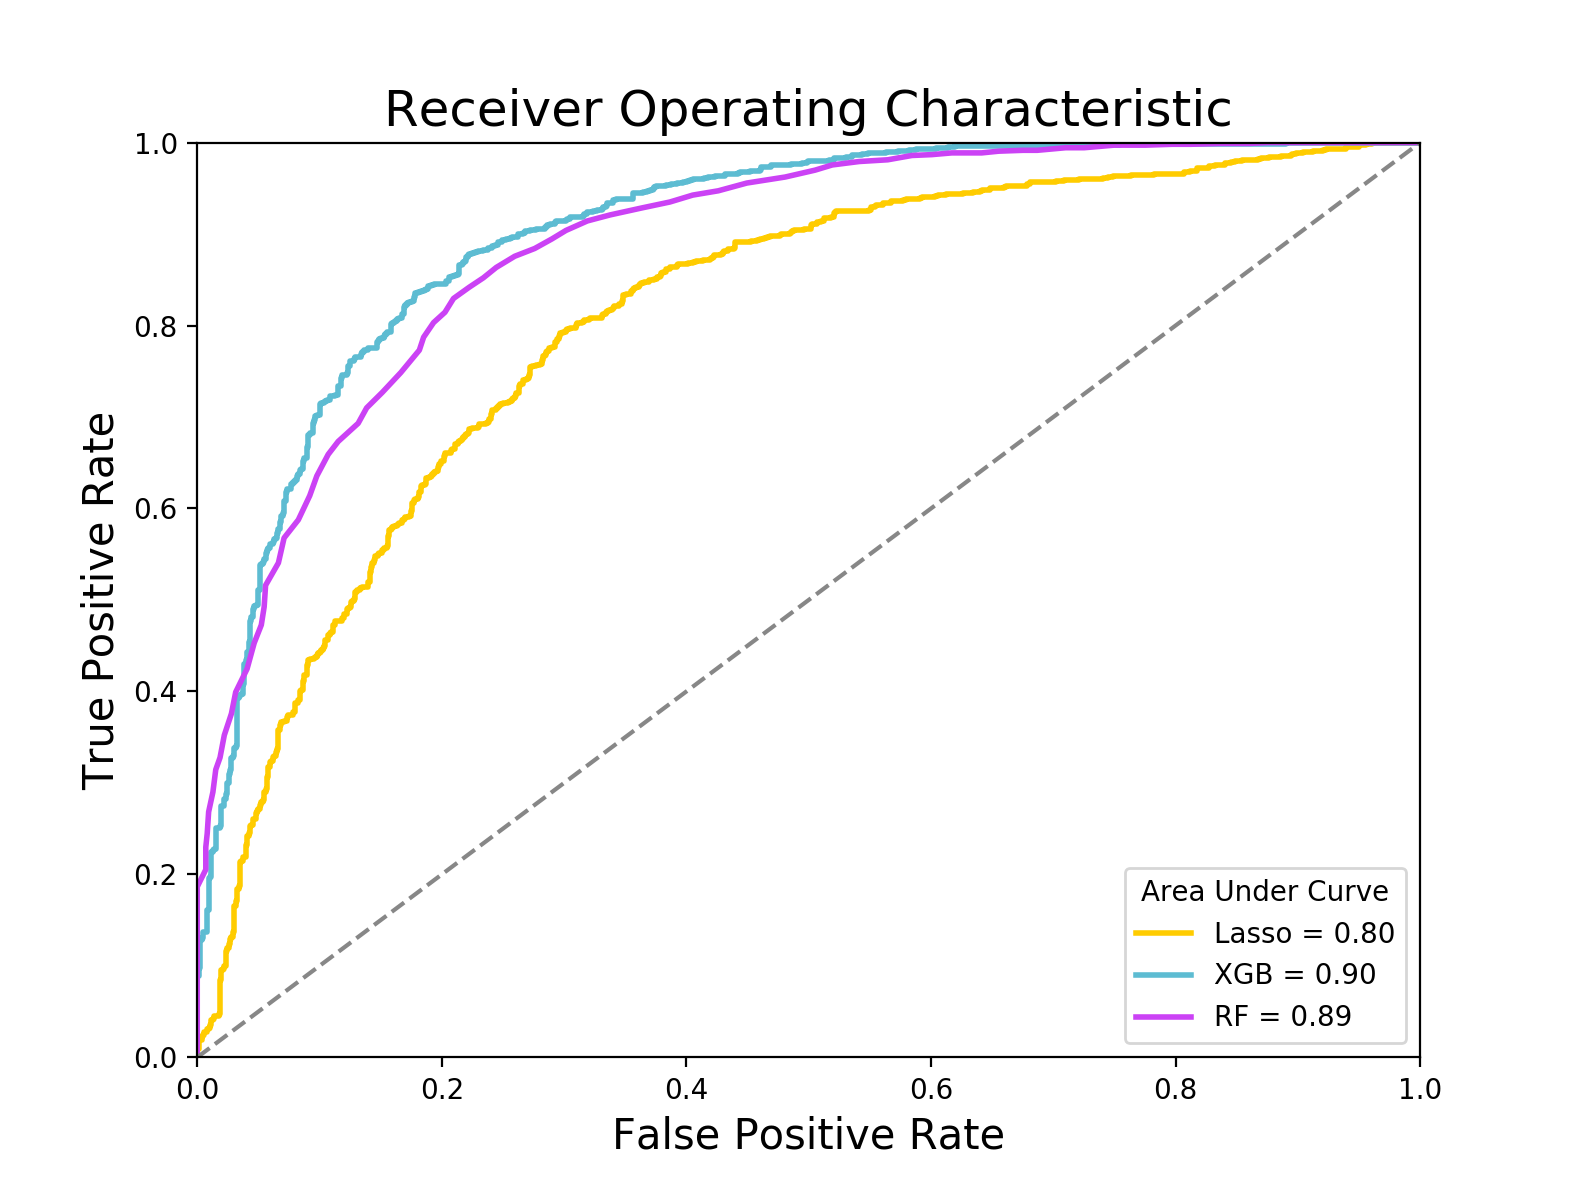 Receiver Operating Characteristic
True Positive Rate
1.0
0.8
0.6
0.4
0.2
0.0
0.0 0.2 0.4 0.6 0.8 1.0
False Positive Rate
Area Under Curve
Lasso = 0.80
XGB = 0.90
RF = 0.89